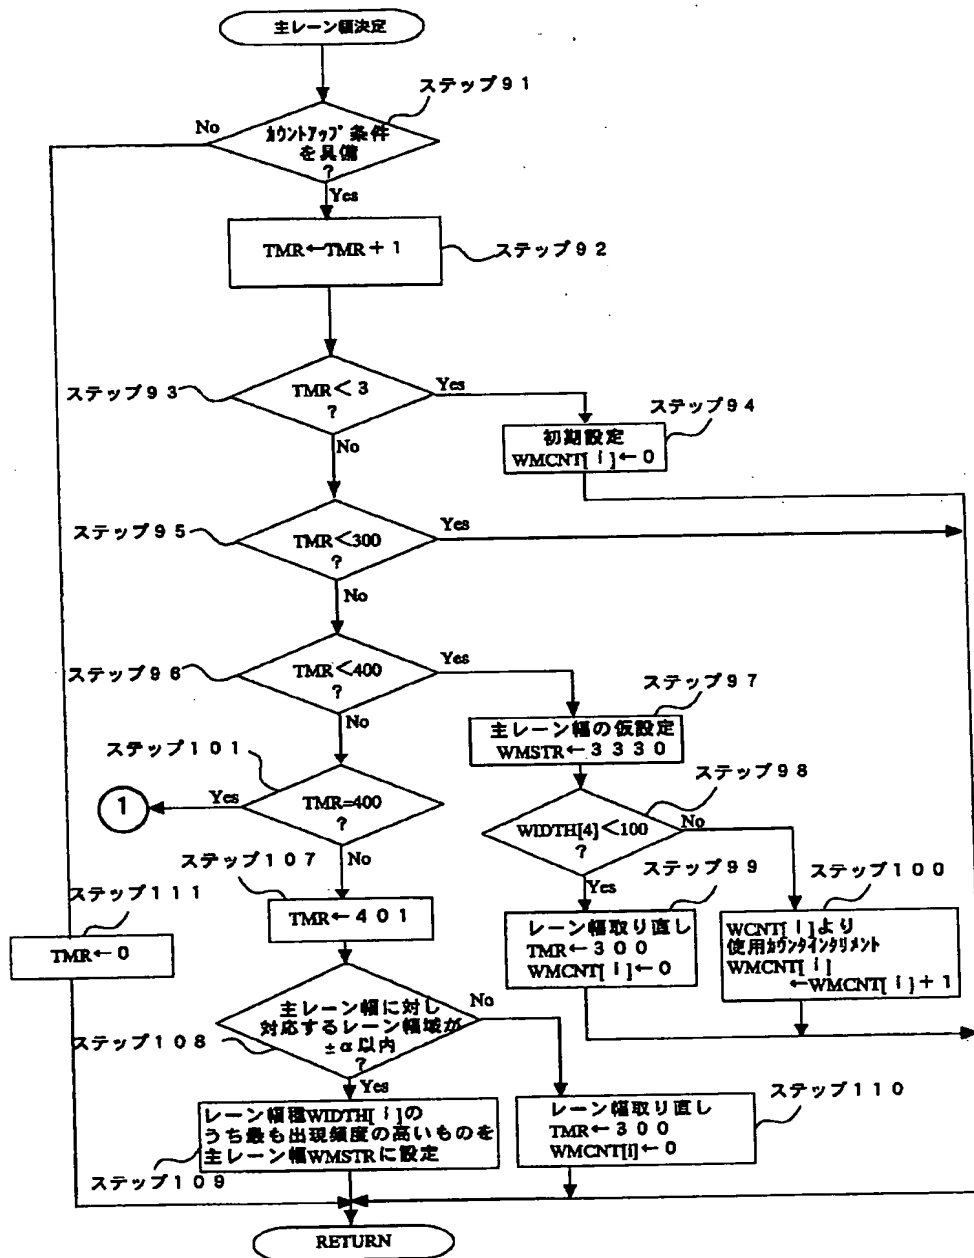 主レーン幅決定
ステップ91
No
カウントアップ条件
を具備
?
Yes
TMR←TMR+1
ステップ92
ステップ93
TMR<3
?
Yes
No
ステップ94
初期設定
WMCNT[i]←0
ステップ95
TMR<300
?
Yes
No
ステップ96
TMR<400
?
Yes
No
ステップ97
主レーン幅の仮設定
WMSTR←3330
ステップ101
1
Yes
TMR=400
?
No
ステップ98
WIDTH[4]<100
?
No
Yes
ステップ107
TMR←401
ステップ99
レーン幅取り直し
TMR←300
WMCNT[i]←0
ステップ100
WCNT[i]より
使用カウンタインクリメント
WMCNT[i]
←WMCNT[i]+1
ステップ111
TMR←0
主レーン幅に対し
対応するレーン幅域が
±α以内
?
No
Yes
ステップ108
レーン幅種WIDTH[i]の
うち最も出現頻度の高いものを
主レーン幅WMSTRに設定
ステップ109
ステップ110
レーン幅取り直し
TMR←300
WMCNT[i]←0
RETURN